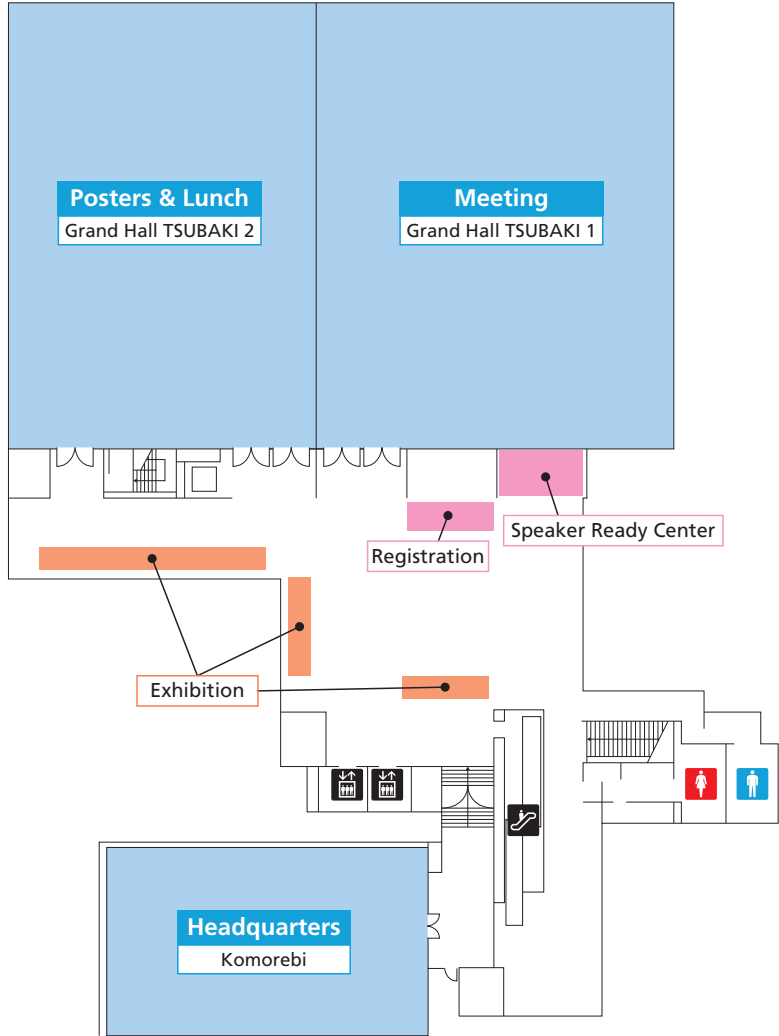 Posters & Lunch
Grand Hall TSUBAKI 2
Meeting
Grand Hall TSUBAKI 1
Speaker Ready Center
Registration
Exhibition
Headquarters
Komorebi